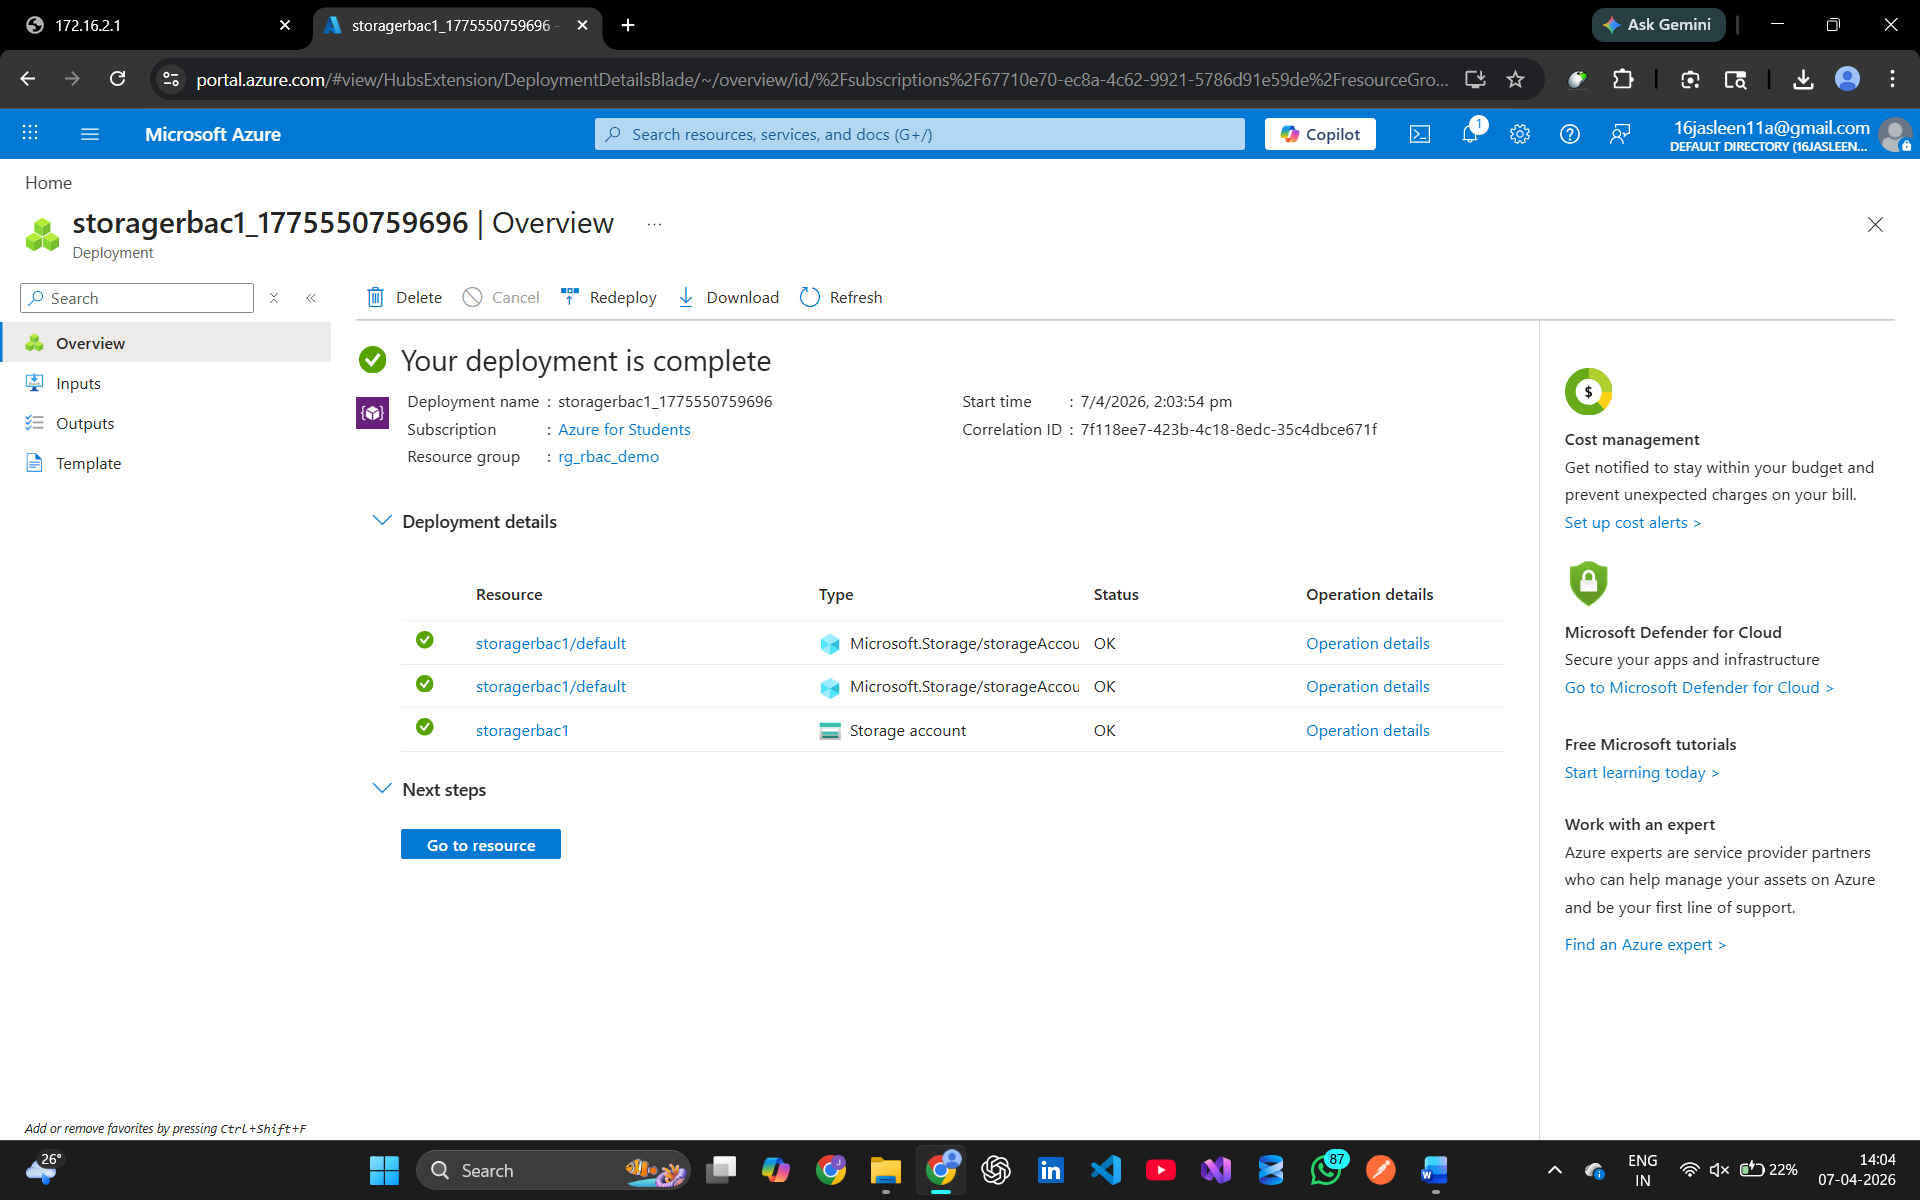 172.16.2.1
storagerbac1_1775550759696 -
Ask Gemini
portal.azure.com/#view/HubsExtension/DeploymentDetailsBlade/~/overview/id/%2Fsubscriptions%2F67710e70-ec8a-4c62-9921-5786d91e59de%2FresourceGro...
Microsoft Azure
Search resources, services, and docs (G+/)
Copilot
1
16jasleen11a@gmail.com
DEFAULT DIRECTORY (16JASLEEN...
Home
storagerbac1_1775550759696 | Overview
...
Deployment
Search
Delete
Cancel
Redeploy
Download
Refresh
Overview
Inputs
Outputs
Template
Your deployment is complete
Deployment name : storagerbac1_1775550759696
Subscription : Azure for Students
Resource group : rg_rbac_demo
Start time : 7/4/2026, 2:03:54 pm
Correlation ID : 7f118ee7-423b-4c18-8edc-35c4dbce671f
Deployment details
Resource Type Status Operation details
storagerbac1/default Microsoft.Storage/storageAccou OK Operation details
storagerbac1/default Microsoft.Storage/storageAccou OK Operation details
storagerbac1 Storage account OK Operation details
Next steps
Go to resource
$
Cost management
Get notified to stay within your budget and
prevent unexpected charges on your bill.
Set up cost alerts >
Microsoft Defender for Cloud
Secure your apps and infrastructure
Go to Microsoft Defender for Cloud >
Free Microsoft tutorials
Start learning today >
Work with an expert
Azure experts are service provider partners
who can help manage your assets on Azure
and be your first line of support.
Find an Azure expert >
Add or remove favorites by pressing Ctrl+Shift+F
26°
Search
87
ENG
IN
22%
14:04
07-04-2026